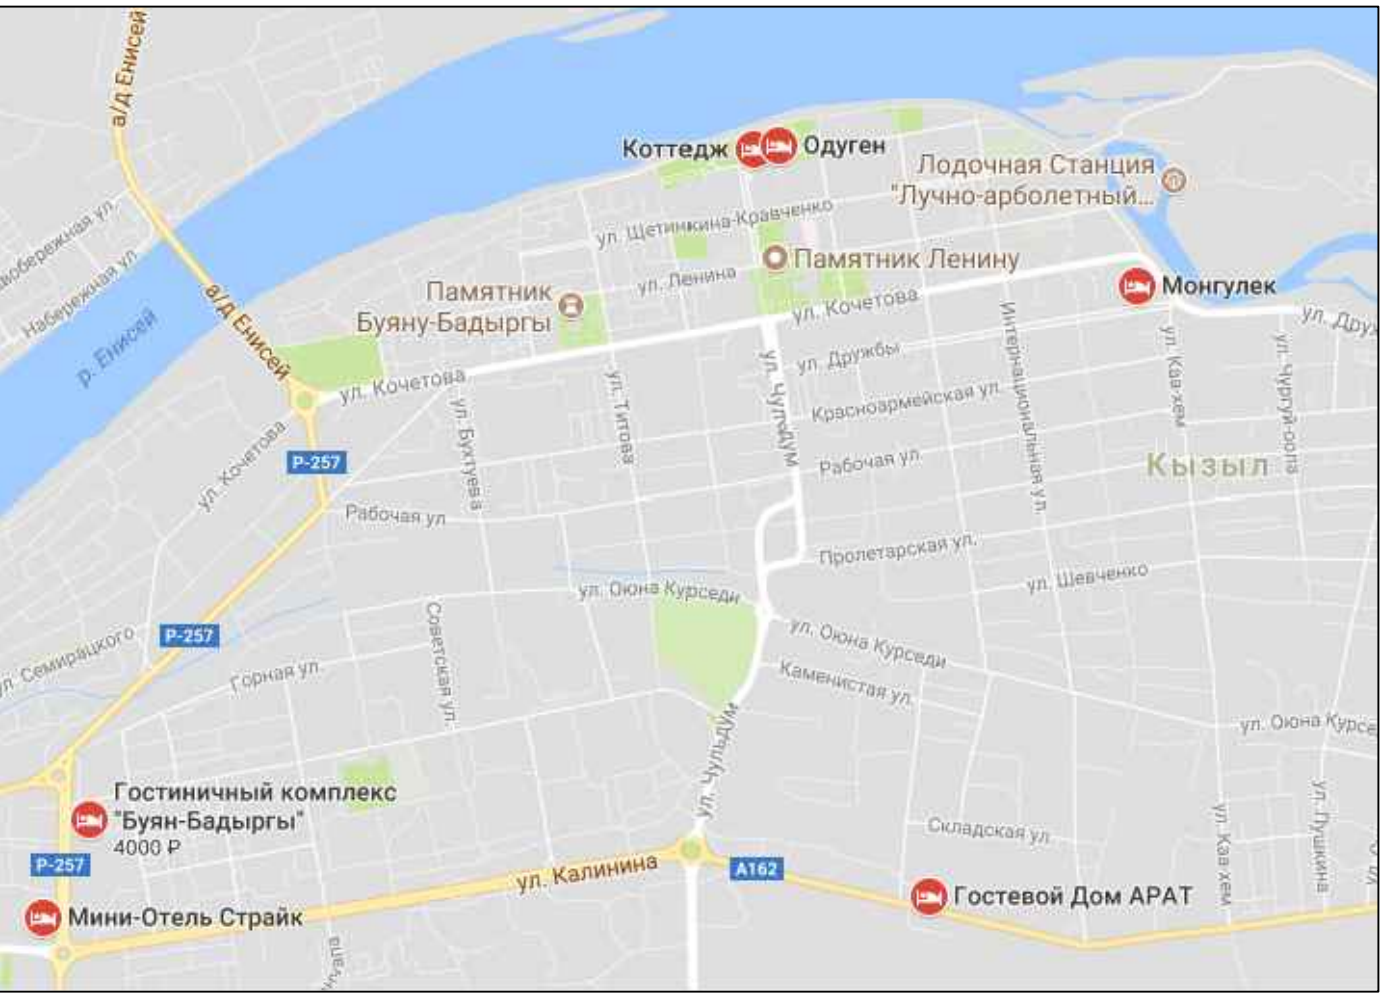 а/д Енисей
Коттедж
Одуген
Лодочная Станция
"Лучно-арболетный...
ул. Щетинкина-Кравченко
Набережная ул.
Памятник Ленину
ул. Ленина
Памятник
Буяну-Бадыргы
Монгулек
а/д Енисей
р. Енисей
ул. Кочетова
ул. Дружбы
ул. Кочетова
Красноармейская ул.
ул. Чульдум
Интернациональная ул.
ул. Кав-хем
ул. Титова
ул. Бухтуева
Рабочая ул.
Кызыл
Р-257
ул. Кочетова
Рабочая ул.
Пролетарская ул.
ул. Шевченко
ул. Оюна Курседи
ул. Оюна Курседи
Р-257
ул. Семирацкого
Советская ул.
Горная ул.
Каменистая ул.
ул. Оюна Курсе
ул. Чульдум
Гостиничный комплекс
"Буян-Бадыргы"
4000 ₽
Складская ул.
ул. Кав-хем
ул. Пушкина
Р-257
ул. Калинина
А162
Гостевой Дом АРАТ
Мини-Отель Страйк